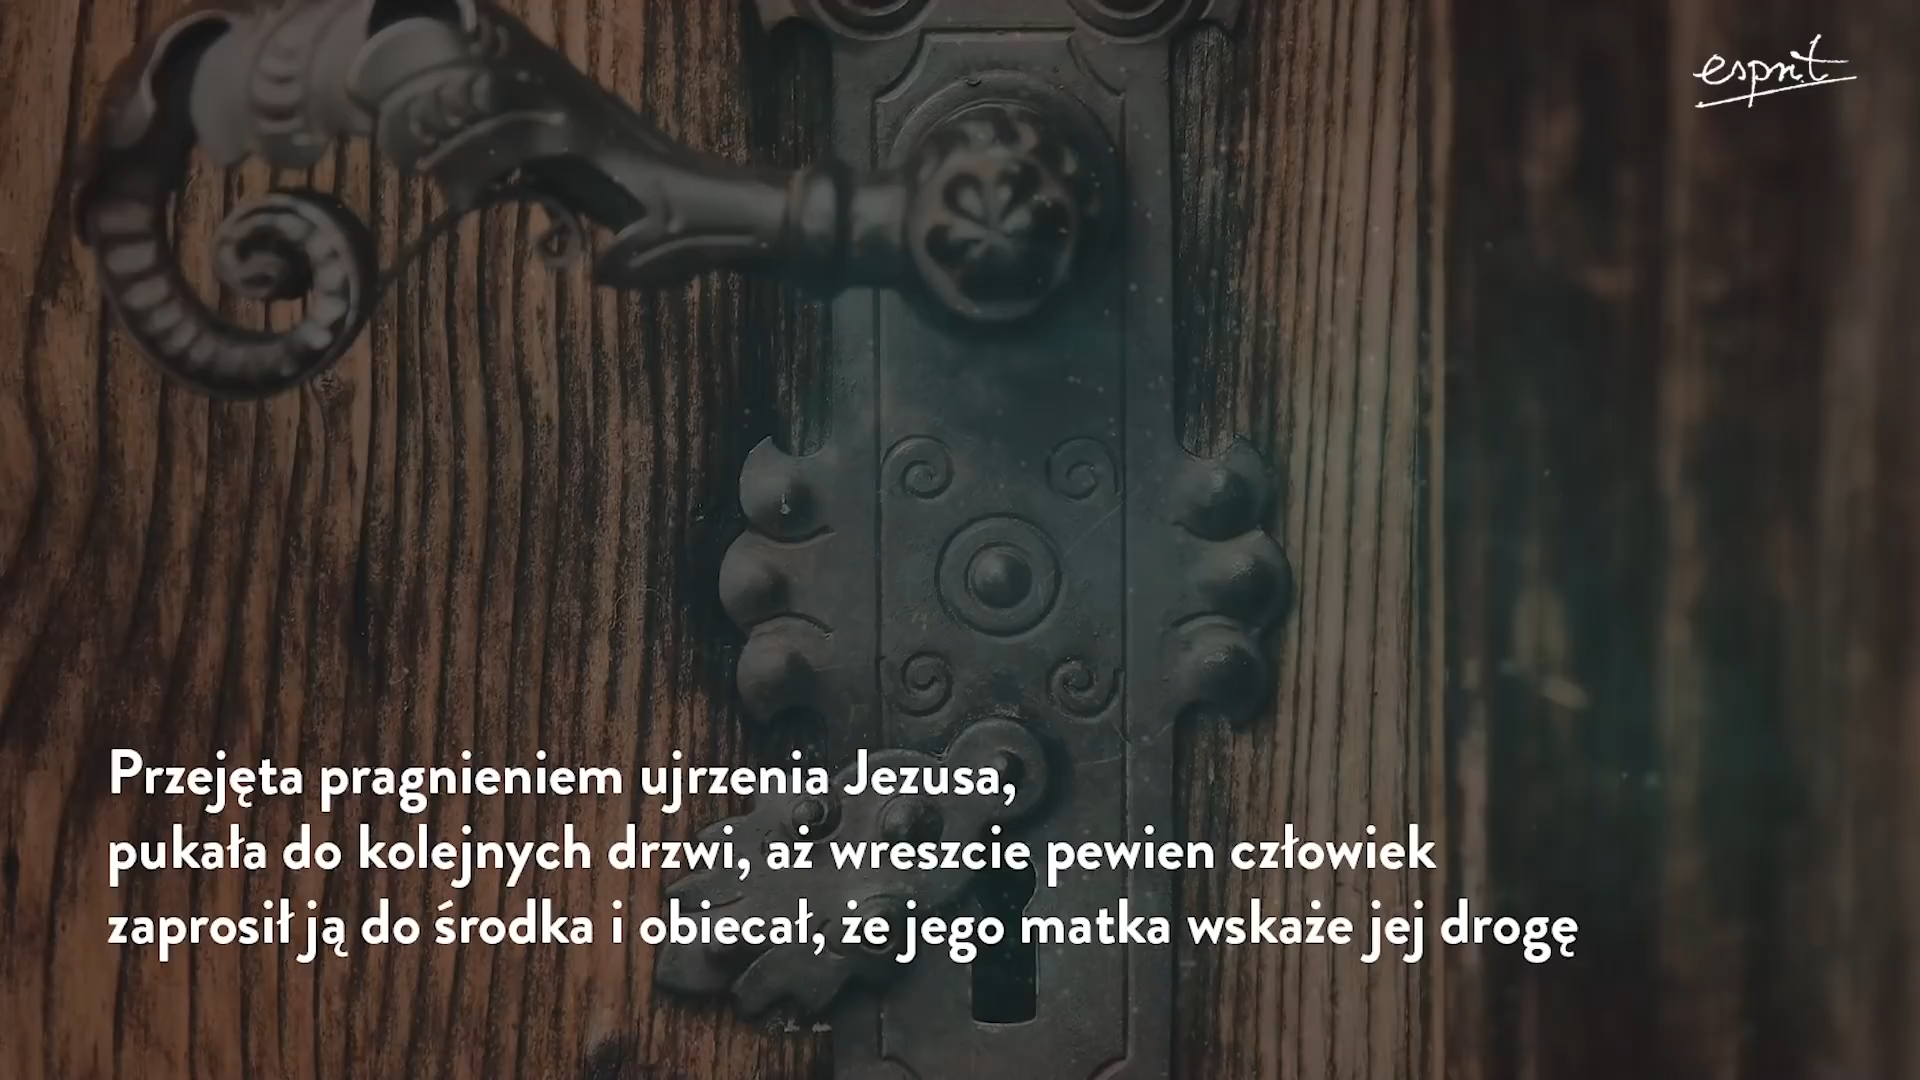 esprit
Przejęta pragnieniem ujrzenia Jezusa,
pukała do kolejnych drzwi, aż wreszcie pewien człowiek
zaprosił ją do środka i obiecał, że jego matka wskaże jej drogę